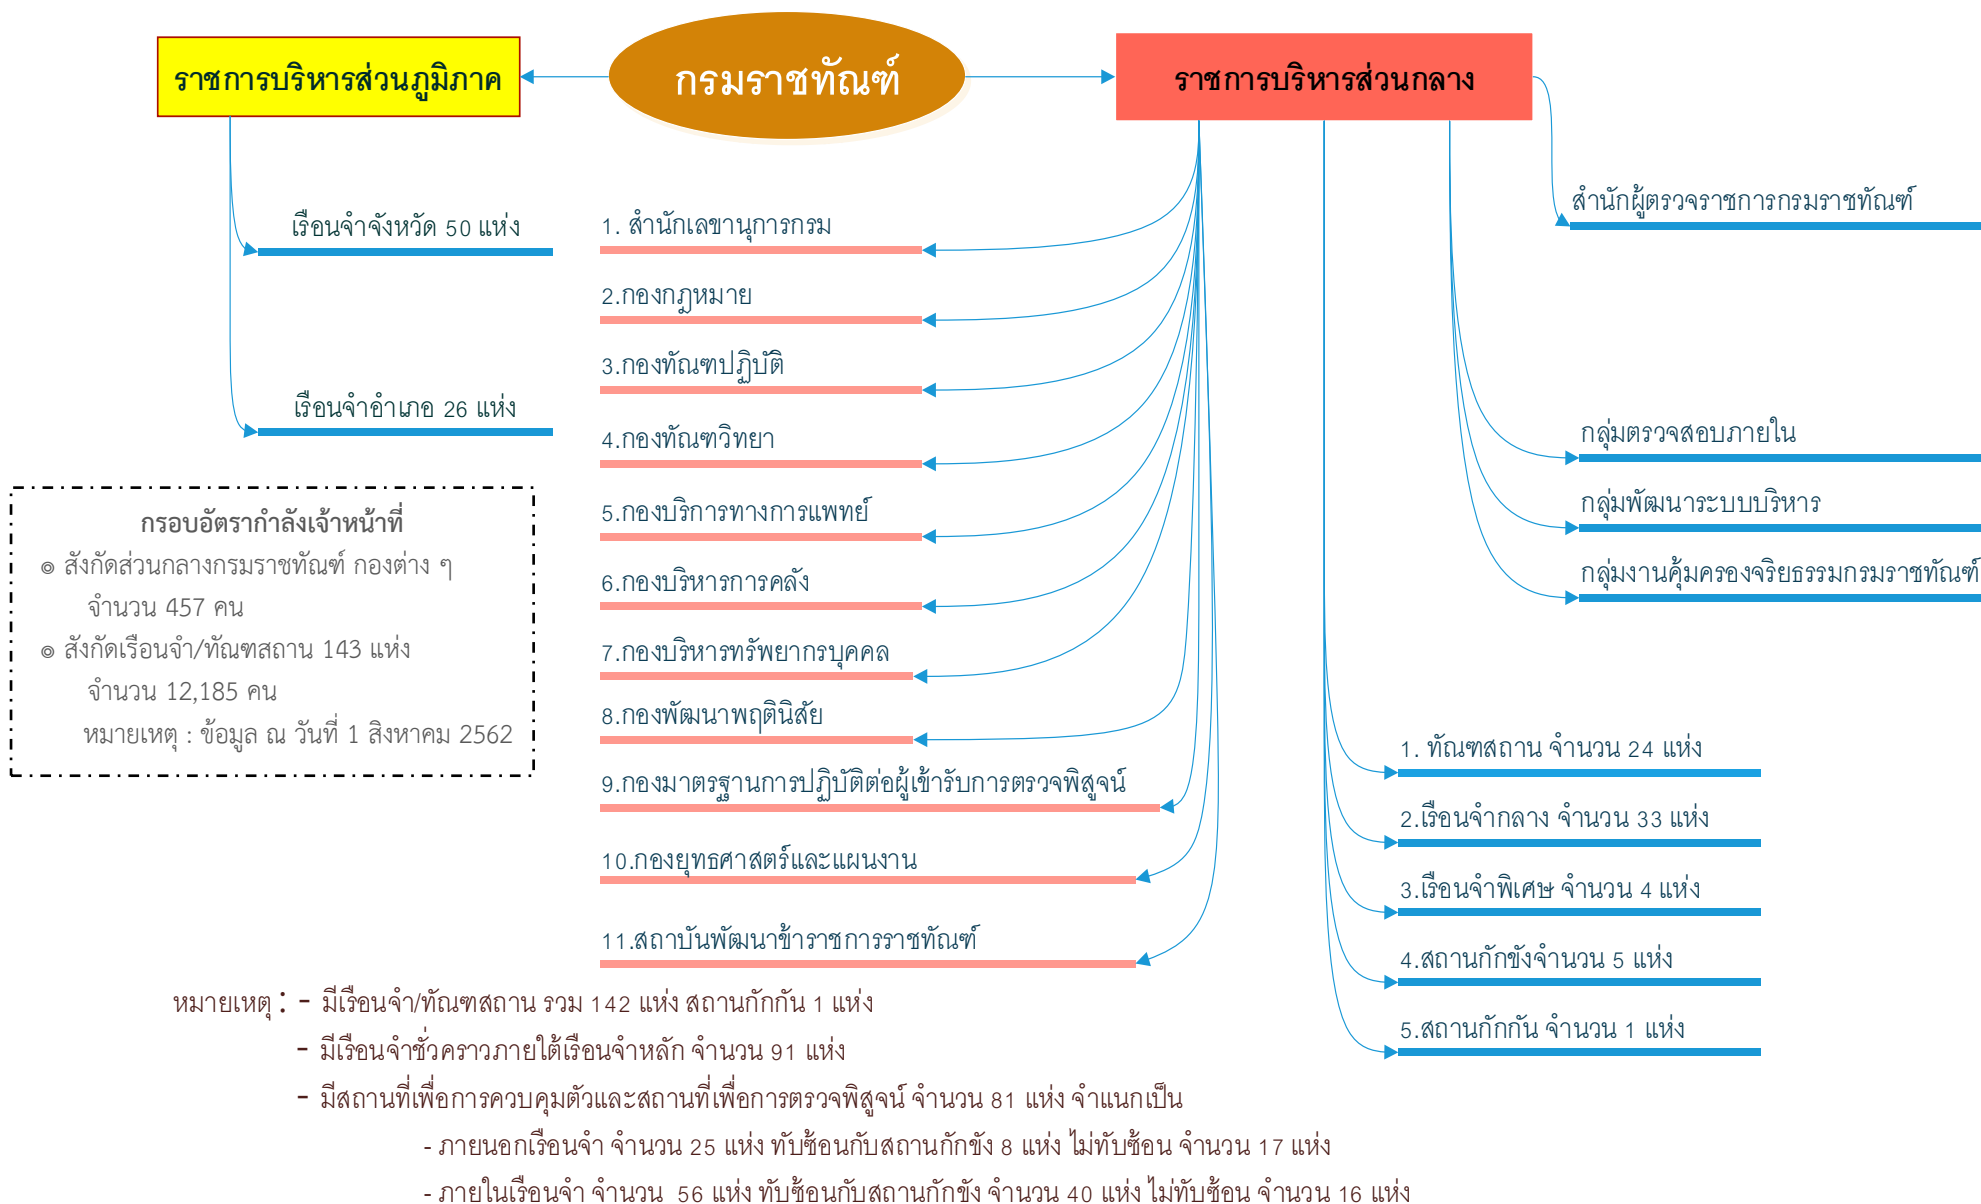 กรมราชทัณฑ์
ราชการบริหารส่วนภูมิภาค
เรือนจำจังหวัด 50 แห่ง
เรือนจำอำเภอ 26 แห่ง
กรอบอัตรากำลังเจ้าหน้าที่
๏ สังกัดส่วนกลางกรมราชทัณฑ์ กองต่าง ๆ
จำนวน 457 คน
๏ สังกัดเรือนจำ/ทัณฑสถาน 143 แห่ง
จำนวน 12,185 คน
หมายเหตุ : ข้อมูล ณ วันที่ 1 สิงหาคม 2562
ราชการบริหารส่วนกลาง
1. สำนักเลขานุการกรม
2.กองกฎหมาย
3.กองทัณฑปฏิบัติ
4.กองทัณฑวิทยา
5.กองบริการทางการแพทย์
6.กองบริหารการคลัง
7.กองบริหารทรัพยากรบุคคล
8.กองพัฒนาพฤตินิสัย
9.กองมาตรฐานการปฏิบัติต่อผู้เข้ารับการตรวจพิสูจน์
10.กองยุทธศาสตร์และแผนงาน
11.สถาบันพัฒนาข้าราชการราชทัณฑ์
สำนักผู้ตรวจราชการกรมราชทัณฑ์
กลุ่มตรวจสอบภายใน
กลุ่มพัฒนาระบบบริหาร
กลุ่มงานคุ้มครองจริยธรรมกรมราชทัณฑ์
1. ทัณฑสถาน จำนวน 24 แห่ง
2.เรือนจำกลาง จำนวน 33 แห่ง
3.เรือนจำพิเศษ จำนวน 4 แห่ง
4.สถานกักขังจำนวน 5 แห่ง
5.สถานกักกัน จำนวน 1 แห่ง
หมายเหตุ : - มีเรือนจำ/ทัณฑสถาน รวม 142 แห่ง สถานกักกัน 1 แห่ง
- มีเรือนจำชั่วคราวภายใต้เรือนจำหลัก จำนวน 91 แห่ง
- มีสถานที่เพื่อการควบคุมตัวและสถานที่เพื่อการตรวจพิสูจน์ จำนวน 81 แห่ง จำแนกเป็น
- ภายนอกเรือนจำ จำนวน 25 แห่ง ทับซ้อนกับสถานกักขัง 8 แห่ง ไม่ทับซ้อน จำนวน 17 แห่ง
- ภายในเรือนจำ จำนวน 56 แห่ง ทับซ้อนกับสถานกักขัง จำนวน 40 แห่ง ไม่ทับซ้อน จำนวน 16 แห่ง